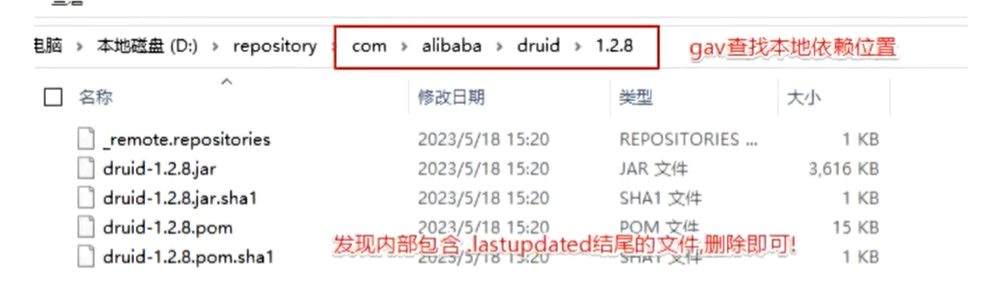 电脑 > 本地磁盘 (D:) > repository > com > alibaba > druid > 1.2.8 gav查找本地依赖位置
名称 修改日期 类型 大小
_remote.repositories 2023/5/18 15:20 REPOSITORIES ... 1 KB
druid-1.2.8.jar 2023/5/18 15:20 JAR 文件 3,616 KB
druid-1.2.8.jar.sha1 2023/5/18 15:20 SHA1 文件 1 KB
druid-1.2.8.pom 2023/5/18 15:20 POM 文件 15 KB
发现内部包含 .lastupdated结尾的文件,删除即可!
druid-1.2.8.pom.sha1 2023/5/18 15:20 SHA1 文件 1 KB